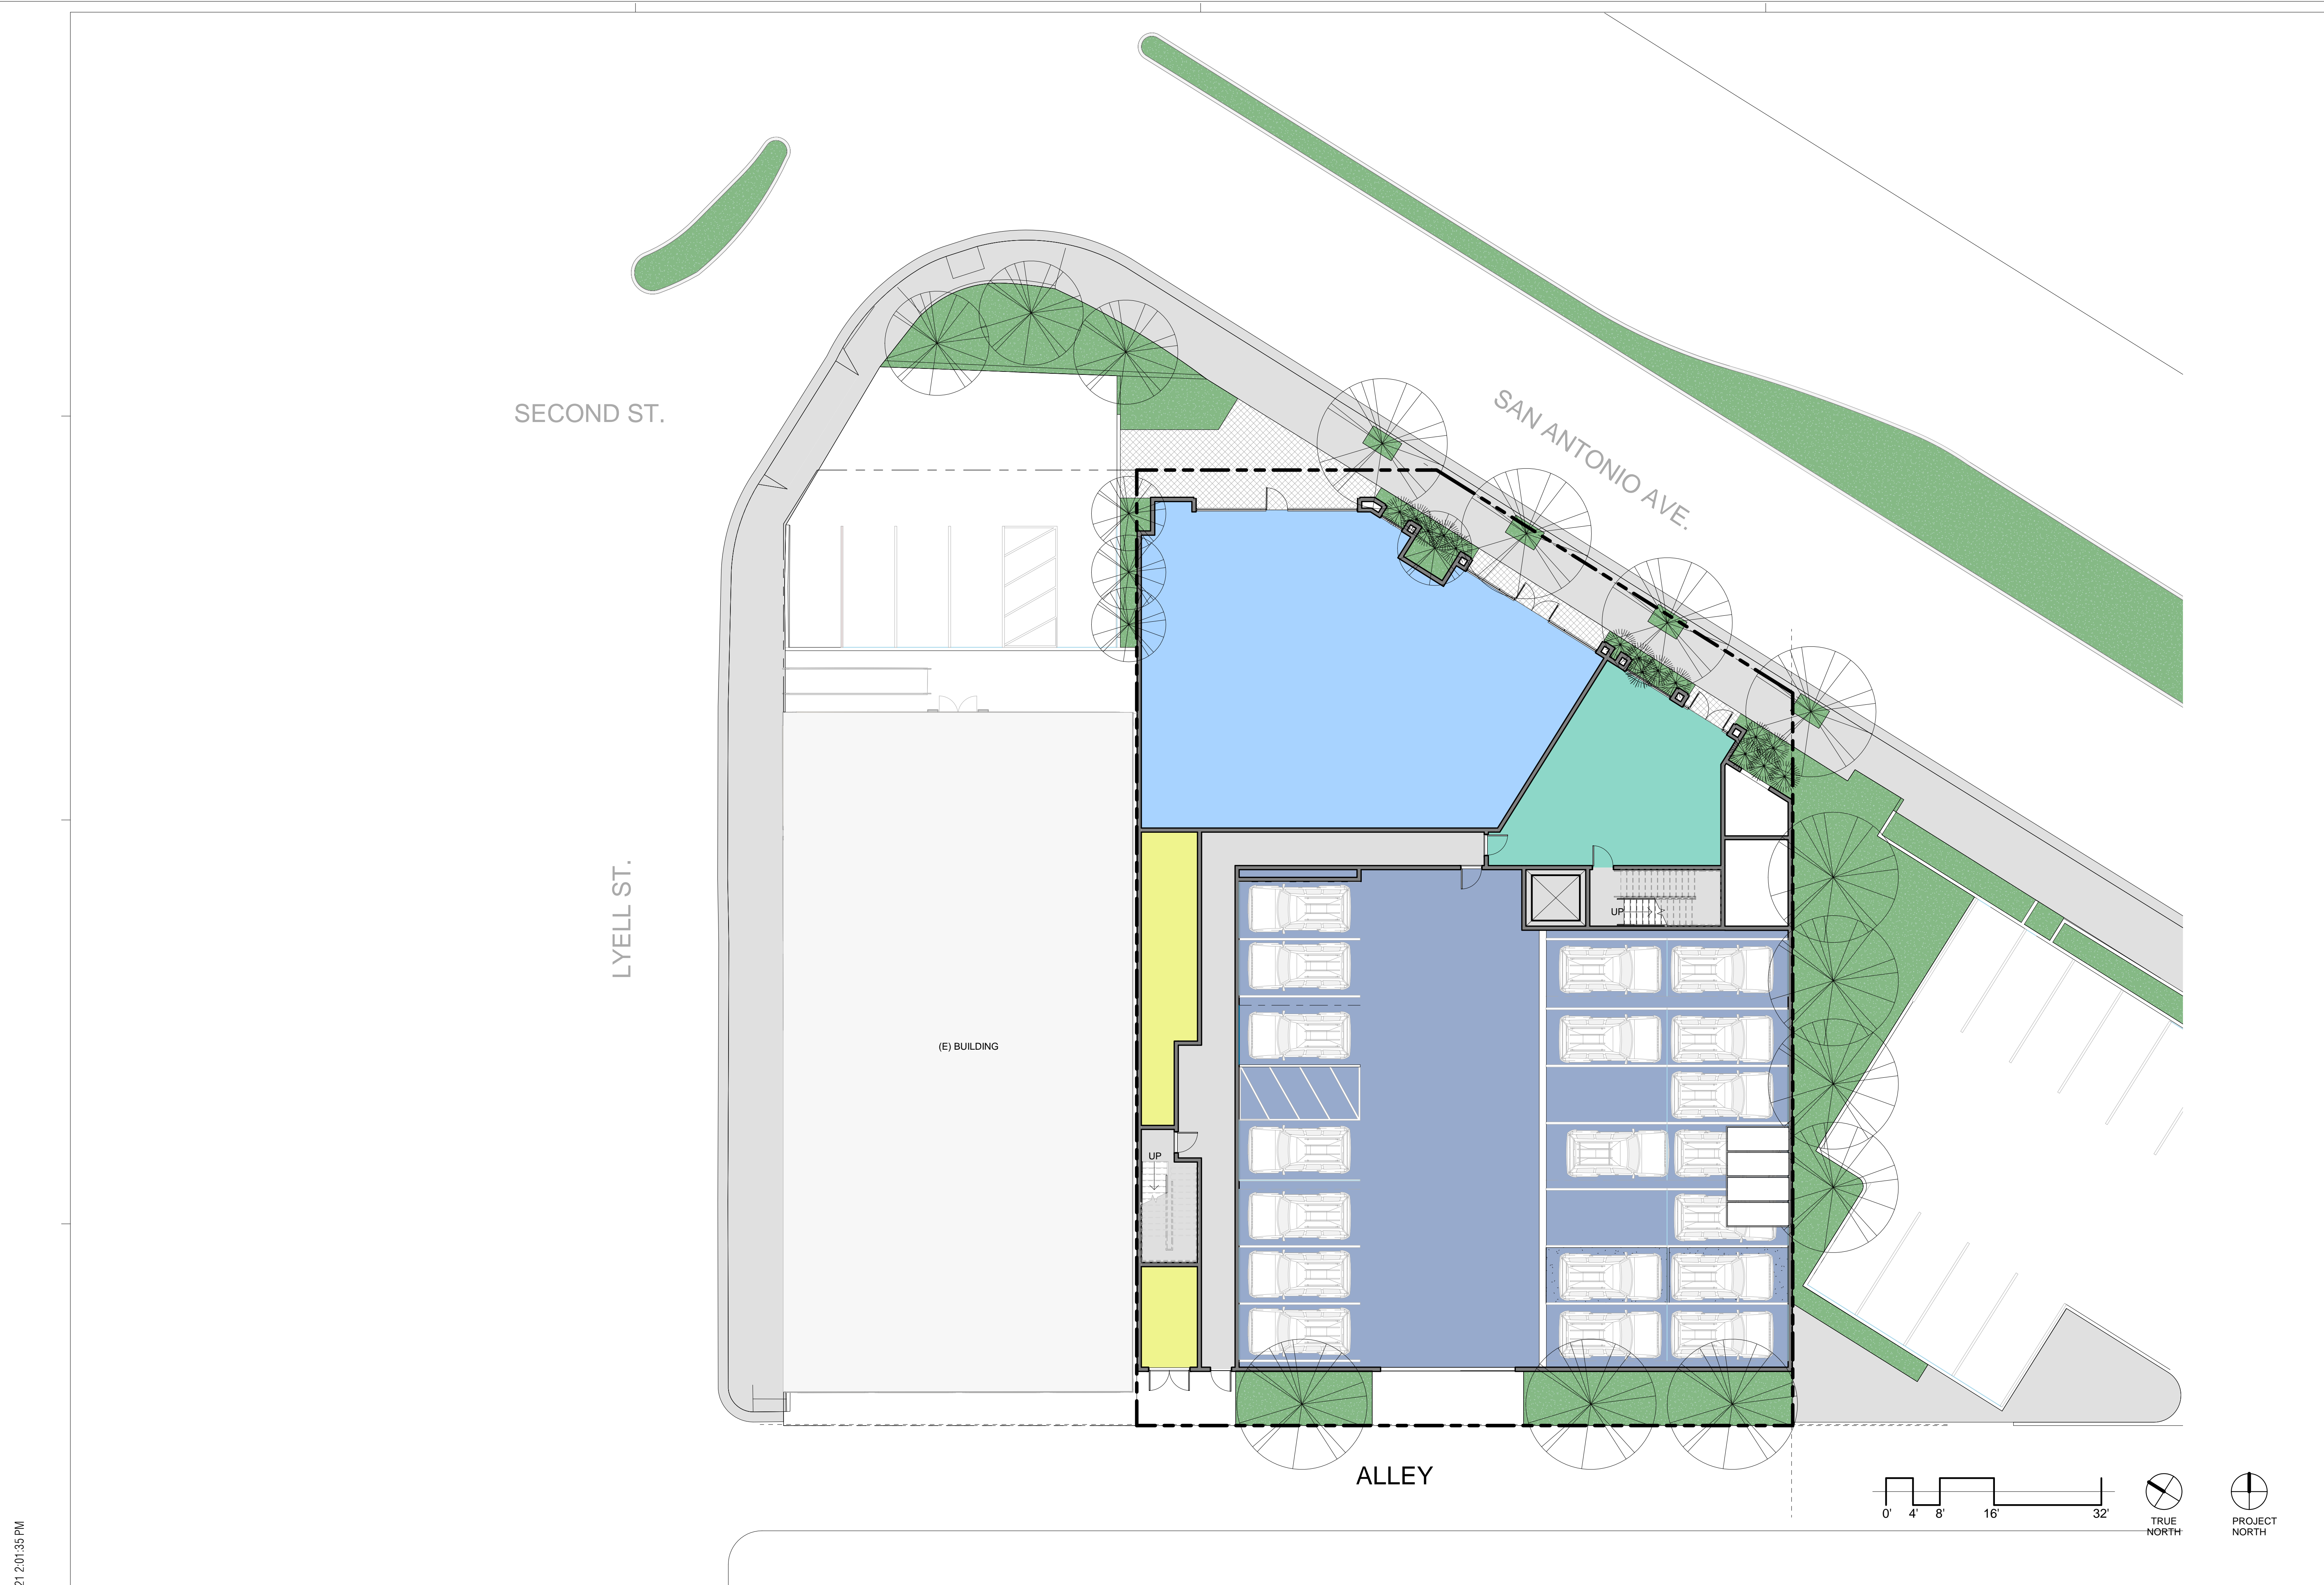 SECOND ST.
SAN ANTONIO AVE.
LYELL ST.
UP
(E) BUILDING
UP
ALLEY
0' 4' 8' 16' 32'
TRUE
NORTH
PROJECT
NORTH
21 2:01:35 PM